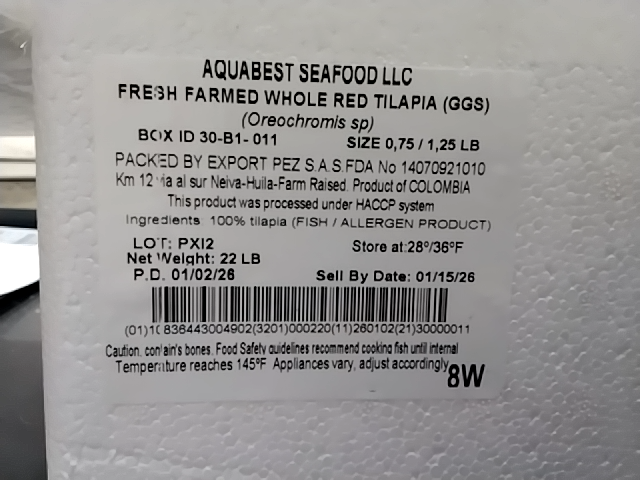 AQUABEST SEAFOOD LLC
FRESH FARMED WHOLE RED TILAPIA (GGS)
(Oreochromis sp)
BOX ID 30-B1-011 SIZE 0,75 / 1,25 LB
PACKED BY EXPORT PEZ S.A.S.FDA No 14070921010
Km 12 via al sur Neiva-Huila-Farm Raised. Product of COLOMBIA
This product was processed under HACCP system
Ingredients: 100% tilapia (FISH / ALLERGEN PRODUCT)
LOT: PXI2 Store at:28º/36ºF
Net Weight: 22 LB
P.D. 01/02/26 Sell By Date: 01/15/26
(01)10836443004902(3201)000220(11)260102(21)30000011
Caution, contain's bones. Food Safety guidelines recommend cooking fish until internal
Temperature reaches 145ºF. Appliances vary, adjust accordingly.
8W